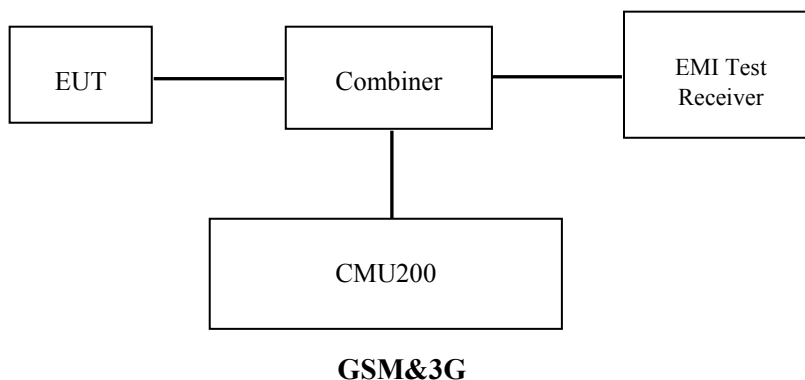 EUT
Combiner
EMI Test
Receiver
CMU200
GSM&3G